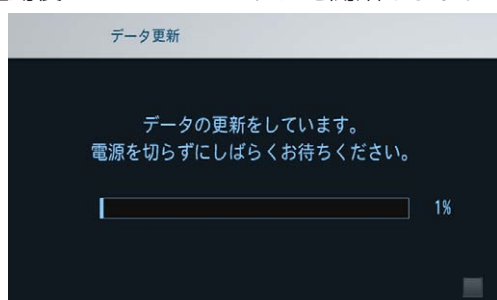 データ更新
データの更新をしています。
電源を切らずにしばらくお待ちください。
1%